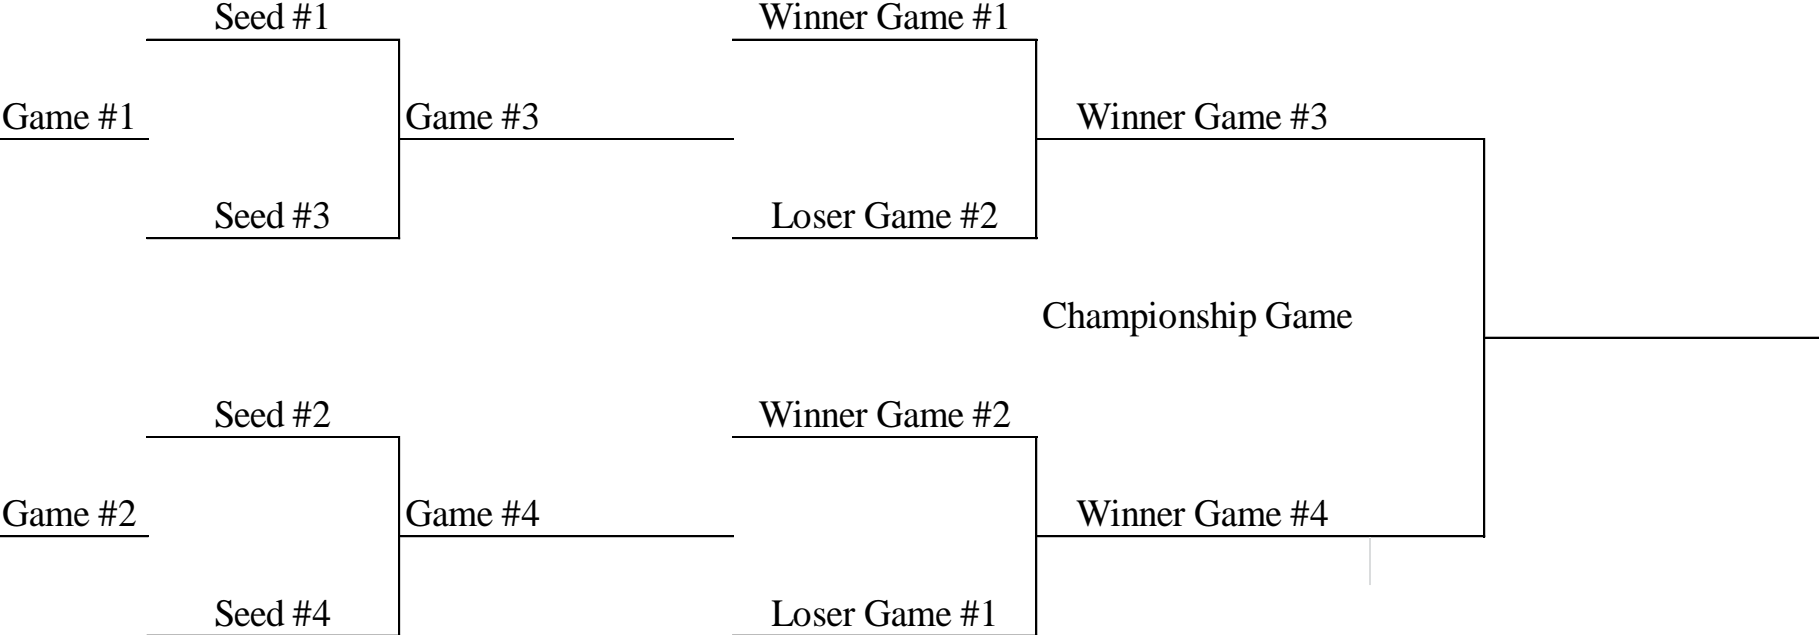 Seed #1
Winner Game #1
Game #1
Game #3
Winner Game #3
Seed #3
Loser Game #2
Championship Game
Seed #2
Winner Game #2
Game #2
Game #4
Winner Game #4
Seed #4
Loser Game #1